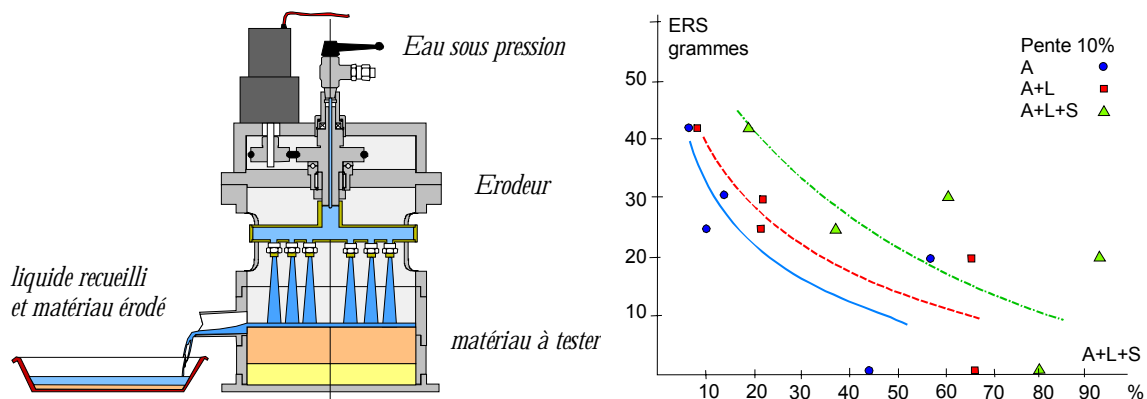 Eau sous pression
Erodeur
liquide recueilli
et matériau érodé
matériau à tester
ERS
grammes
Pente 10%
A
A+L
A+L+S
50
40
30
20
10
A+L+S
10 20 30 40 50 60 70 80 90 %